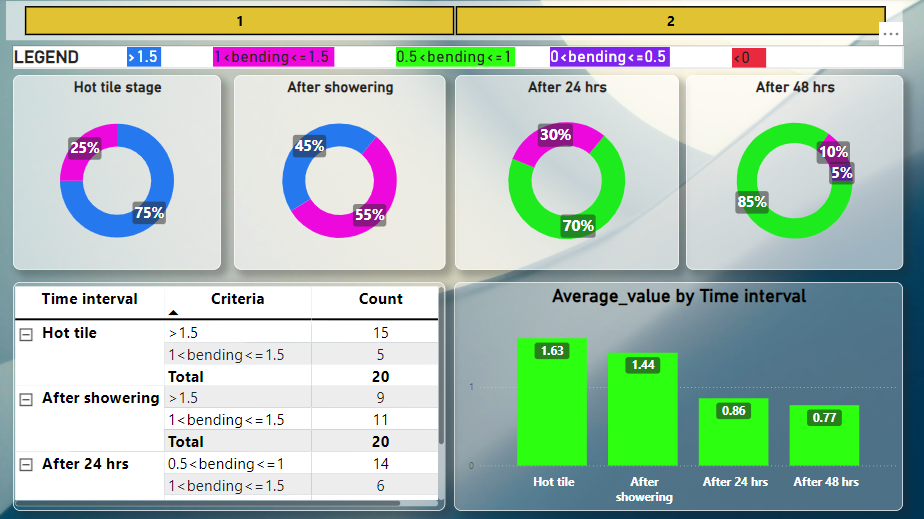 1 2
...
LEGEND >1.5 1<bending<=1.5 0.5<bending<=1 0<bending<=0.5 <0
Hot tile stage After showering After 24 hrs After 48 hrs
25% 75%
45% 55%
30% 70%
10% 5% 85%
Time interval Criteria Count
Hot tile >1.5 15
1<bending<=1.5 5
Total 20
After showering >1.5 9
1<bending<=1.5 11
Total 20
After 24 hrs 0.5<bending<=1 14
1<bending<=1.5 6
Average_value by Time interval
1.63 1.44 0.86 0.77
1
0
Hot tile After showering After 24 hrs After 48 hrs